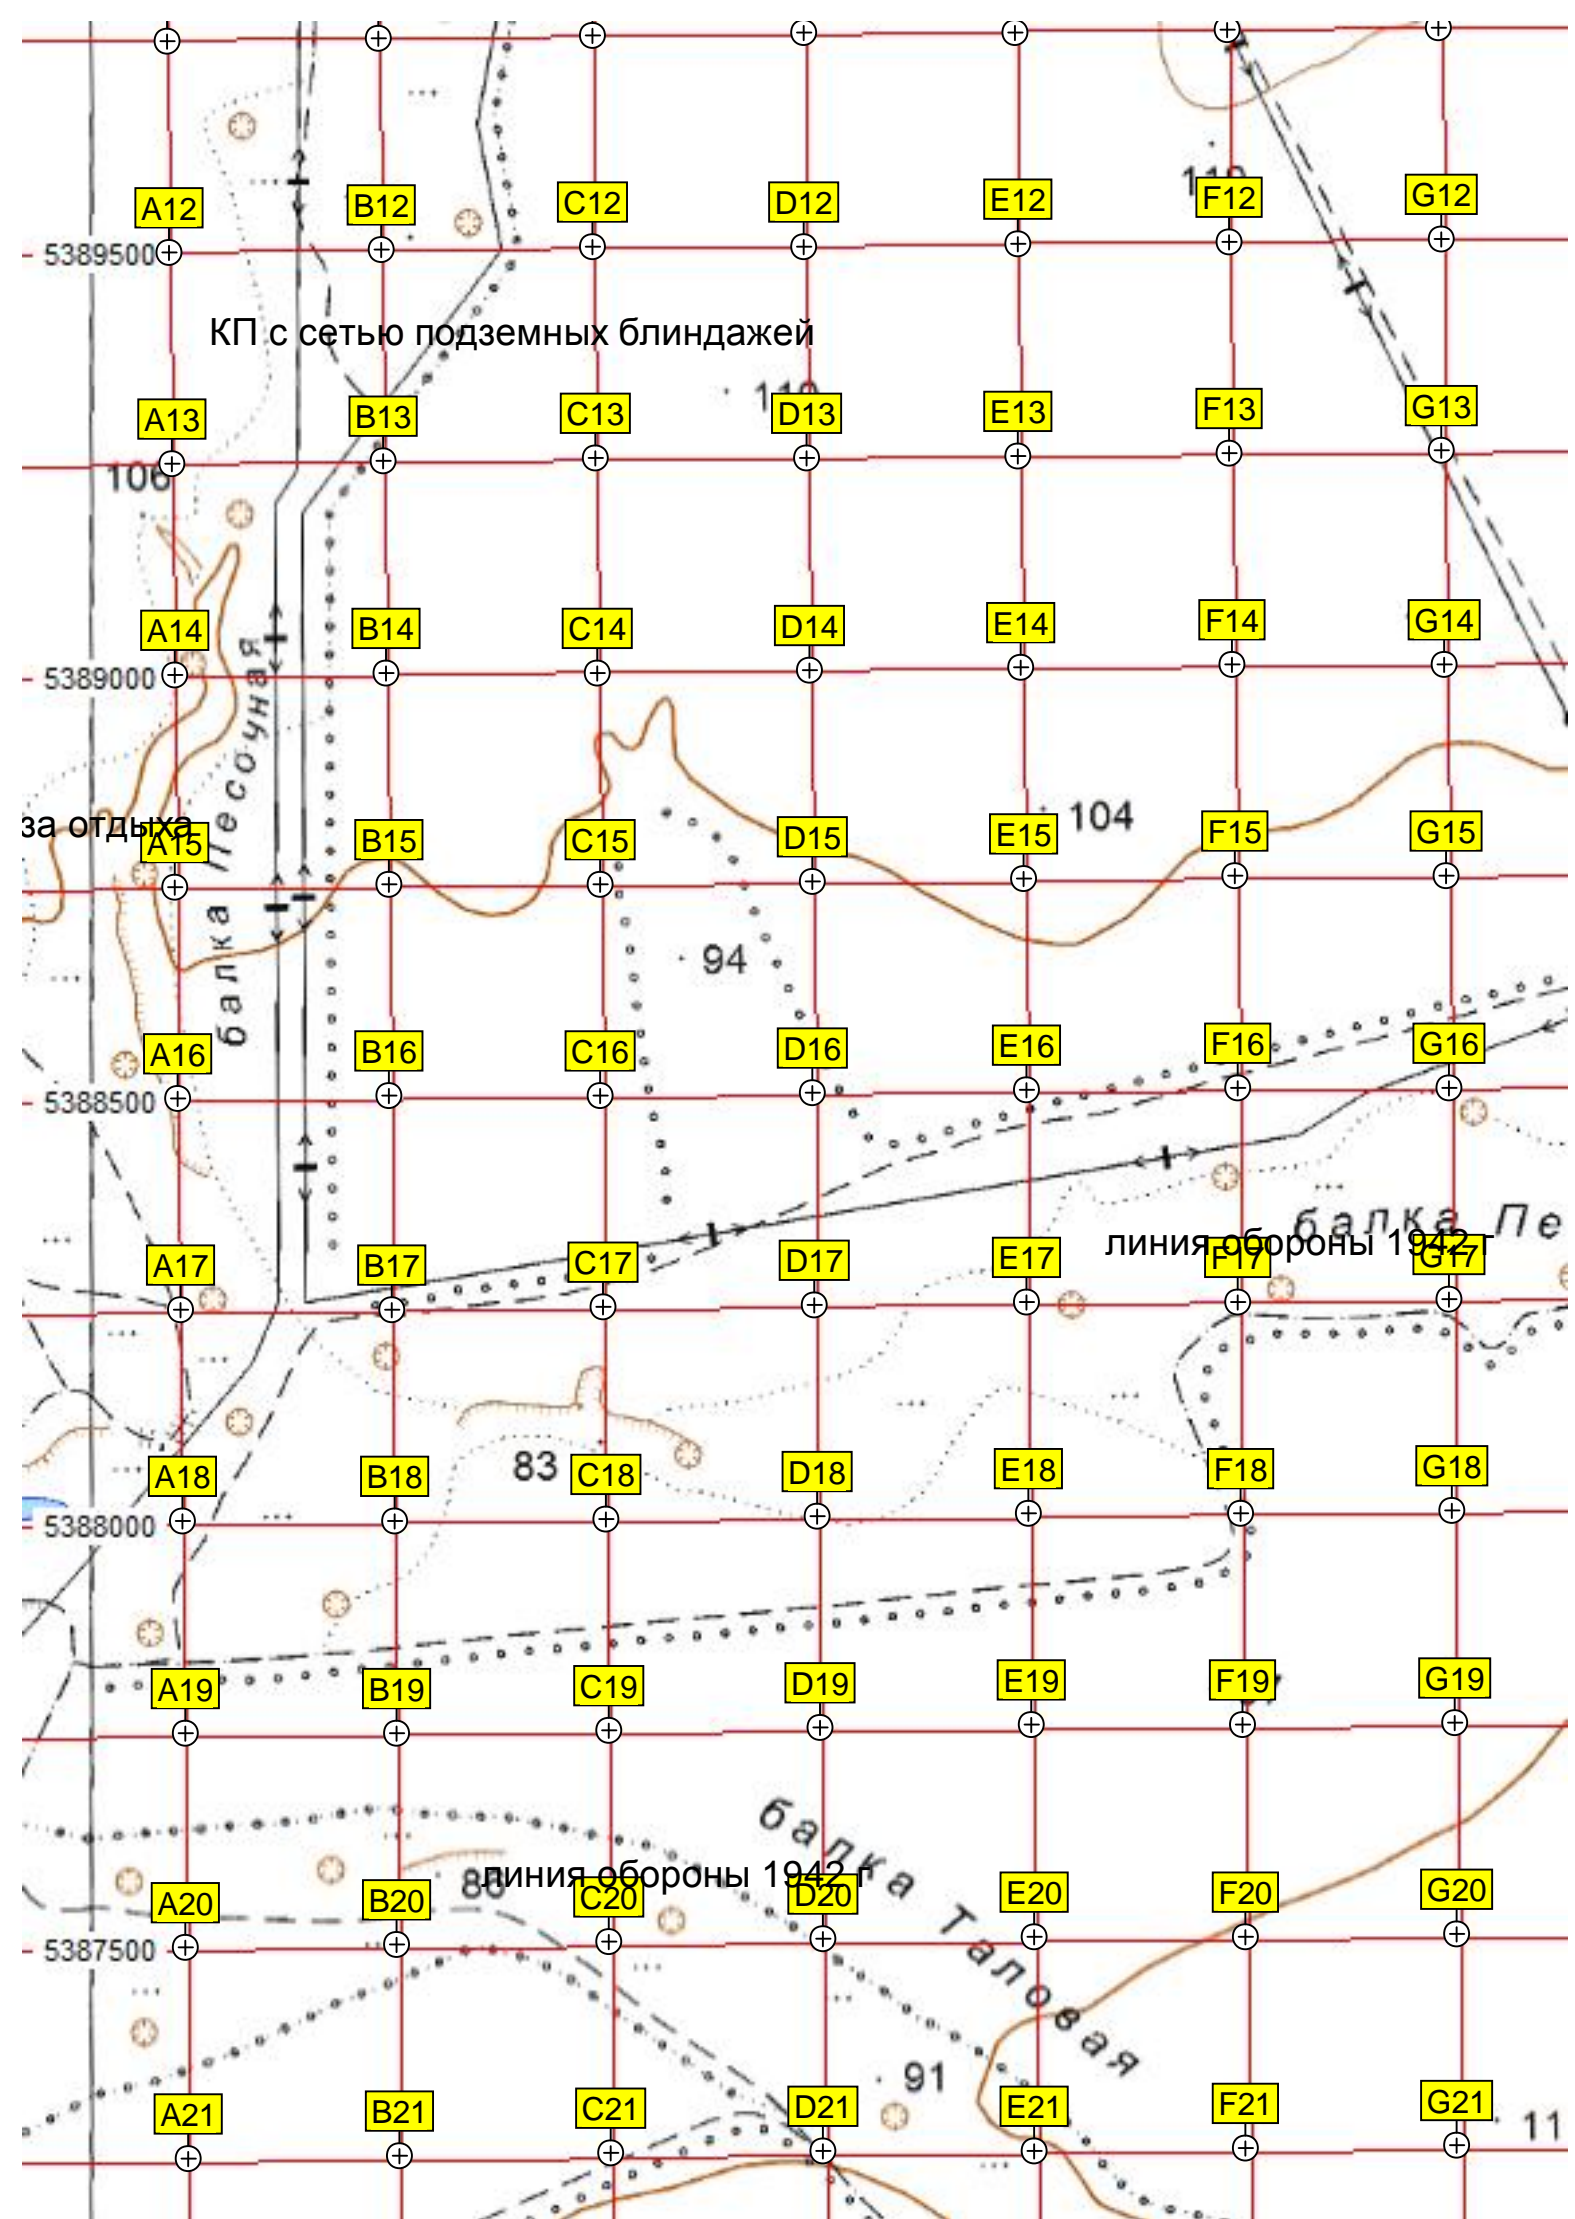 A12 B12 C12 D12 E12 F12 G12
5389500
КП с сетью подземных блиндажей
A13 B13 C13 D13 E13 F13 G13
106
A14 B14 C14 D14 E14 F14 G14
5389000
балка Песочная
104
за отдыха
A15 B15 C15 D15 E15 F15 G15
94
A16 B16 C16 D16 E16 F16 G16
5388500
балка Пе
линия обороны 1942 г
A17 B17 C17 D17 E17 F17 G17
83
A18 B18 C18 D18 E18 F18 G18
5388000
A19 B19 C19 D19 E19 F19 G19
балка Таловая
линия обороны 1942 г
A20 B20 C20 D20 E20 F20 G20
5387500
91
A21 B21 C21 D21 E21 F21 G21
11